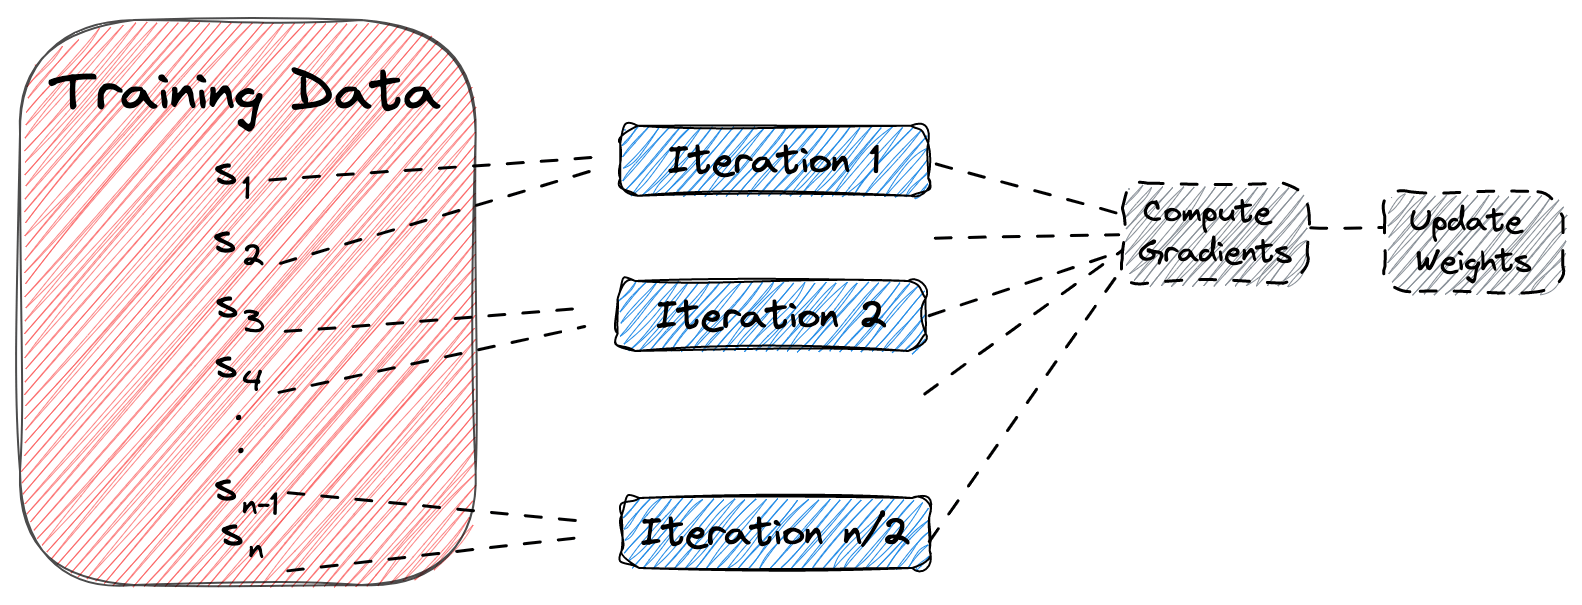 Training Data
S1
S2
S3
S4
.
.
Sn-1
Sn
Iteration 1
Iteration 2
Iteration n/2
Compute
Gradients
Update
Weights